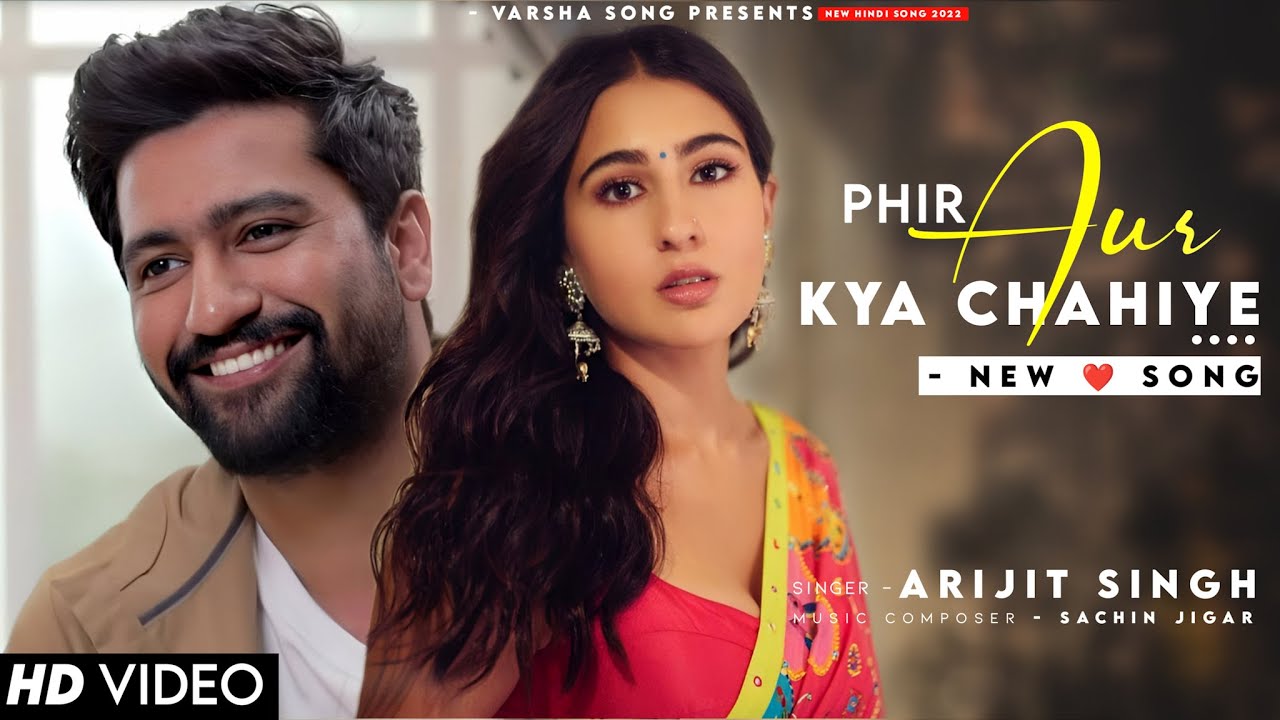 - VARSHA SONG PRESENTS NEW HINDI SONG 2022
PHIR Aur
KYA CHAHIYE
....
- NEW ❤️ SONG
SINGER - ARIJIT SINGH
MUSIC COMPOSER - SACHIN JIGAR
HD VIDEO